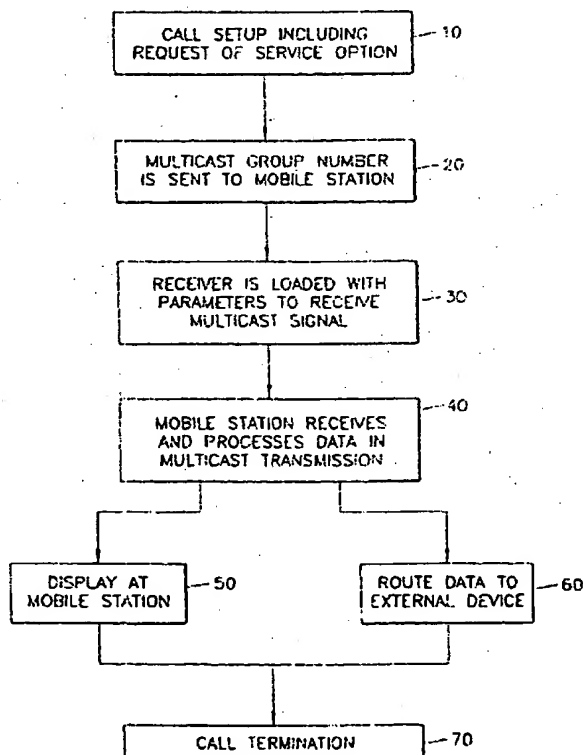 CALL SETUP INCLUDING
REQUEST OF SERVICE OPTION
10
MULTICAST GROUP NUMBER
IS SENT TO MOBILE STATION
20
RECEIVER IS LOADED WITH
PARAMETERS TO RECEIVE
MULTICAST SIGNAL
30
MOBILE STATION RECEIVES
AND PROCESSES DATA IN
MULTICAST TRANSMISSION
40
DISPLAY AT
MOBILE STATION
50
ROUTE DATA TO
EXTERNAL DEVICE
60
CALL TERMINATION
70